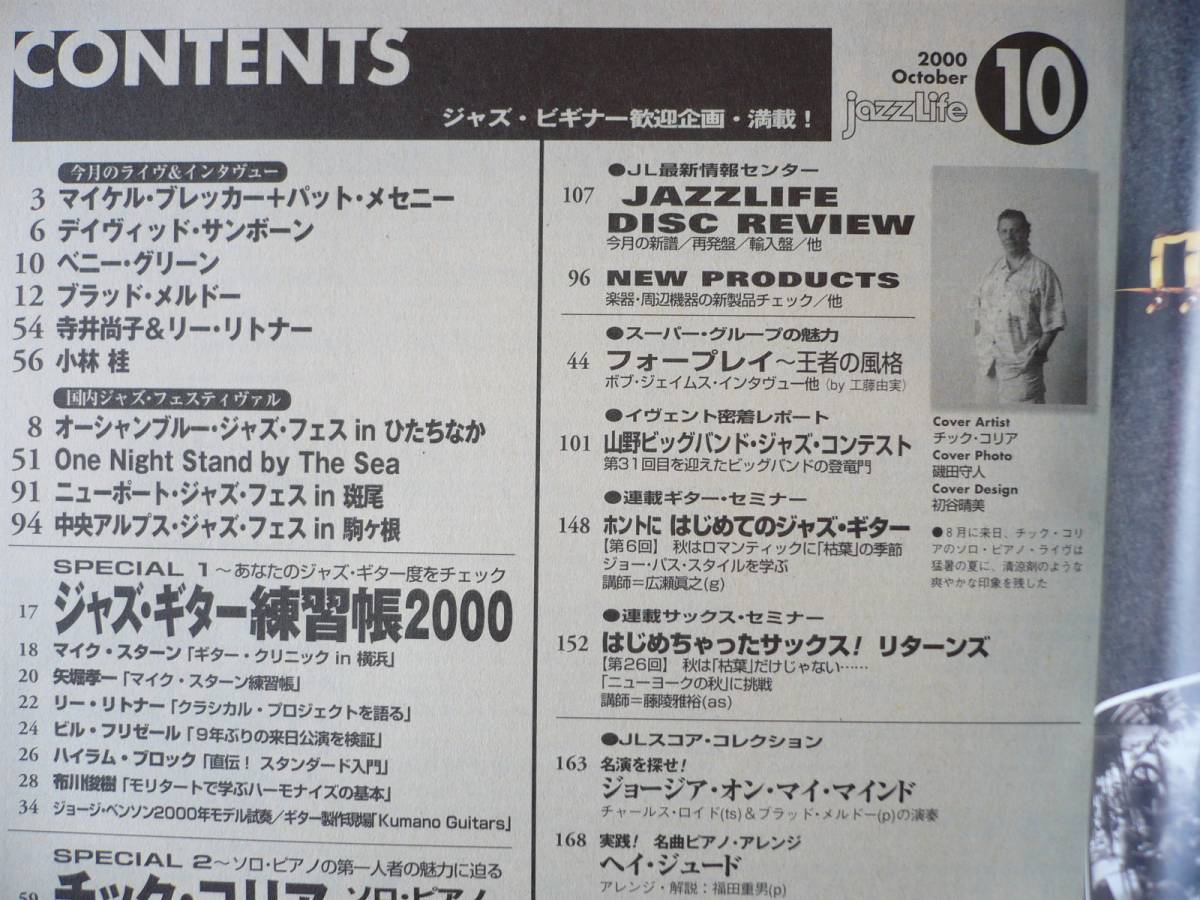 CONTENTS
ジャズ・ビギナー歓迎企画・満載！
2000
October
jazzLife
10
今月のライヴ&インタヴュー
3 マイケル・ブレッカー＋パット・メセニー
6 デイヴィッド・サンボーン
10 ベニー・グリーン
12 ブラッド・メルドー
54 寺井尚子＆リー・リトナー
56 小林 桂
国内ジャズ・フェスティヴァル
8 オーシャンブルー・ジャズ・フェス in ひたちなか
51 One Night Stand by The Sea
91 ニューポート・ジャズ・フェス in 斑尾
94 中央アルプス・ジャズ・フェス in 駒ケ根
SPECIAL 1～あなたのジャズ・ギター度をチェック
17 ジャズ・ギター練習帳2000
18 マイク・スターン「ギター・クリニック in 横浜」
20 矢堀孝一「マイク・スターン練習帳」
22 リー・リトナー「クラシカル・プロジェクトを語る」
24 ビル・フリゼール「9年ぶりの来日公演を検証」
26 ハイラム・ブロック「直伝！ スタンダード入門」
28 布川俊樹「モリタートで学ぶハーモナイズの基本」
34 ジョージ・ベンソン2000年モデル試奏／ギター製作現場「Kumano Guitars」
SPECIAL 2～ソロ・ピアノの第一人者の魅力に迫る
59 チック・コリア ソロ・ピアノ
●JL最新情報センター
107 JAZZLIFE
DISC REVIEW
今月の新譜／再発盤／輸入盤／他
96 NEW PRODUCTS
楽器・周辺機器の新製品チェック／他
●スーパー・グループの魅力
44 フォープレイ～王者の風格
ボブ・ジェイムス・インタヴュー他（by 工藤由実）
●イヴェント密着レポート
101 山野ビッグバンド・ジャズ・コンテスト
第31回目を迎えたビッグバンドの登竜門
●連載ギター・セミナー
148 ホントに はじめてのジャズ・ギター
【第6回】 秋はロマンティックに「枯葉」の季節
ジョー・パス・スタイルを学ぶ
講師＝広瀬眞之(g)
●連載サックス・セミナー
152 はじめちゃったサックス！ リターンズ
【第26回】 秋は「枯葉」だけじゃない……
「ニューヨークの秋」に挑戦
講師＝藤陵雅裕(as)
●JLスコア・コレクション
163 名演を探せ！
ジョージア・オン・マイ・マインド
チャールス・ロイド(ts)＆ブラッド・メルドー(p)の演奏
168 実践！ 名曲ピアノ・アレンジ
ヘイ・ジュード
アレンジ・解説：福田重男(p)
Cover Artist
チック・コリア
Cover Photo
磯田守人
Cover Design
初谷晴美
●8月に来日、チック・コリ
アのソロ・ピアノ・ライヴは
猛暑の夏に、清涼剤のような
爽やかな印象を残した